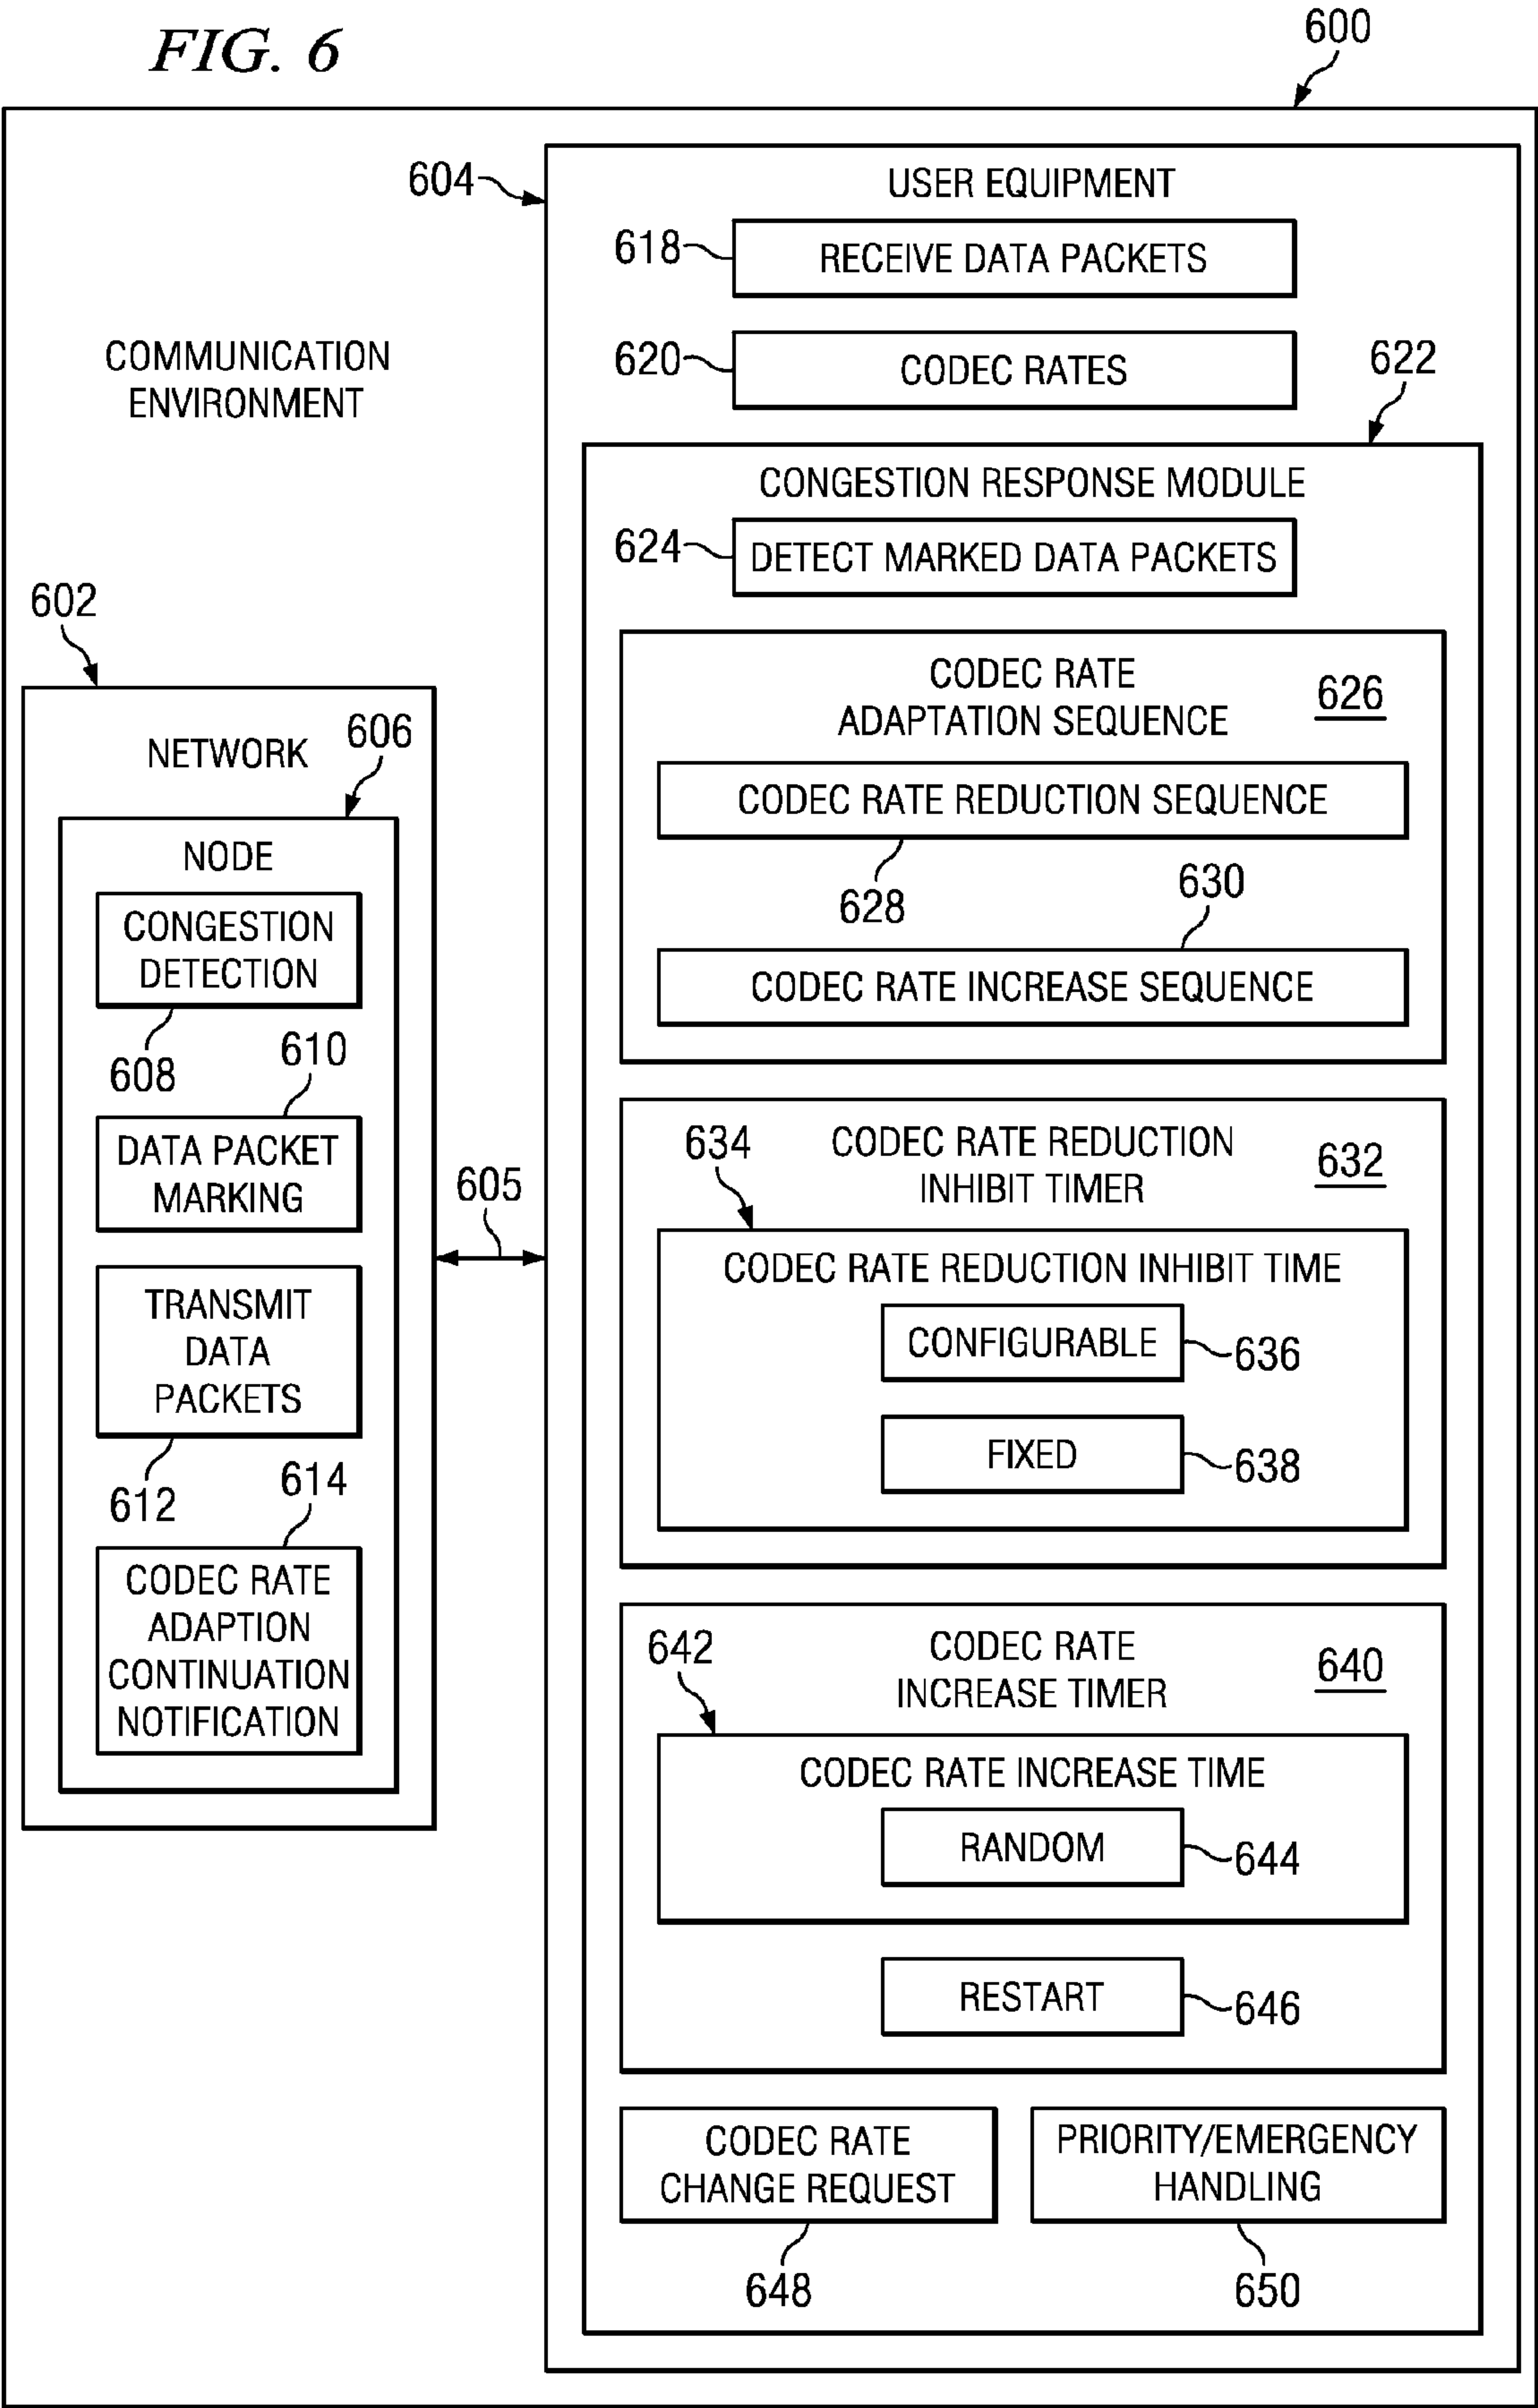 FIG. 6
600
604
USER EQUIPMENT
618
RECEIVE DATA PACKETS
620
CODEC RATES
622
COMMUNICATION
ENVIRONMENT
CONGESTION RESPONSE MODULE
624
DETECT MARKED DATA PACKETS
602
NETWORK
606
NODE
CONGESTION
DETECTION
608
610
DATA PACKET
MARKING
TRANSMIT
DATA
PACKETS
612
614
CODEC RATE
ADAPTION
CONTINUATION
NOTIFICATION
605
CODEC RATE
ADAPTATION SEQUENCE
626
CODEC RATE REDUCTION SEQUENCE
628
630
CODEC RATE INCREASE SEQUENCE
634
CODEC RATE REDUCTION
INHIBIT TIMER
632
CODEC RATE REDUCTION INHIBIT TIME
CONFIGURABLE
636
FIXED
638
642
CODEC RATE
INCREASE TIMER
640
CODEC RATE INCREASE TIME
RANDOM
644
RESTART
646
CODEC RATE
CHANGE REQUEST
648
PRIORITY/EMERGENCY
HANDLING
650